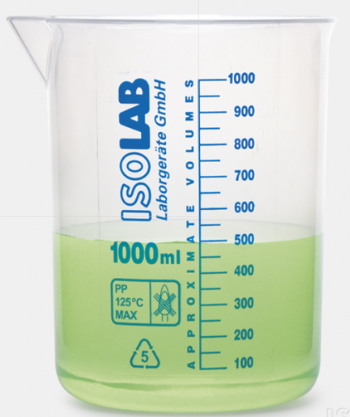 ISOLAB
Laborgeräte GmbH
APPROXIMATE VOLUMES
1000
900
800
700
600
500
400
300
200
100
1000ml
PP
125°C
MAX
5